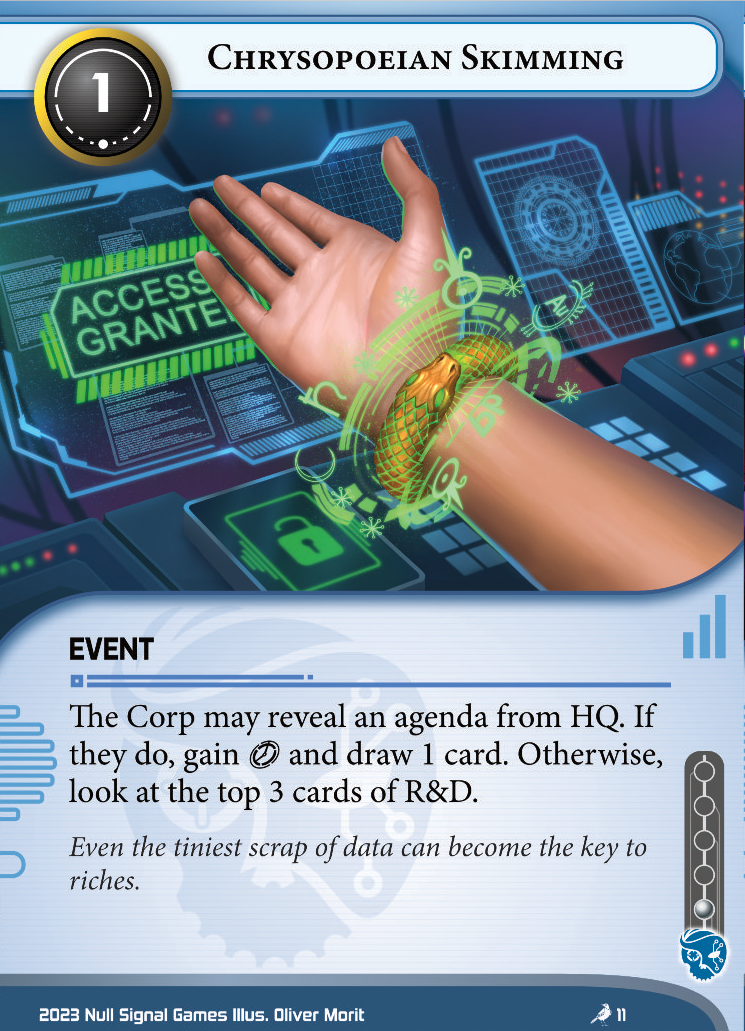 1
Chrysopoeian Skimming
ACCESS
GRANTE
Au
EVENT
The Corp may reveal an agenda from HQ. If
they do, gain and draw 1 card. Otherwise,
look at the top 3 cards of R&D.
Even the tiniest scrap of data can become the key to
riches.
2023 Null Signal Games Illus. Oliver Morit
11